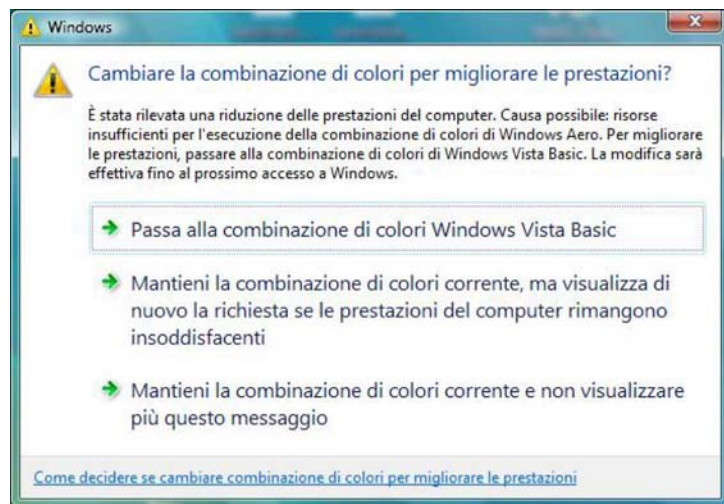 Windows
Cambiare la combinazione di colori per migliorare le prestazioni?
È stata rilevata una riduzione delle prestazioni del computer. Causa possibile: risorse
insufficienti per l'esecuzione della combinazione di colori di Windows Aero. Per migliorare
le prestazioni, passare alla combinazione di colori di Windows Vista Basic. La modifica sarà
effettiva fino al prossimo accesso a Windows.
Passa alla combinazione di colori Windows Vista Basic
Mantieni la combinazione di colori corrente, ma visualizza di
nuovo la richiesta se le prestazioni del computer rimangono
insoddisfacenti
Mantieni la combinazione di colori corrente e non visualizzare
più questo messaggio
Come decidere se cambiare combinazione di colori per migliorare le prestazioni